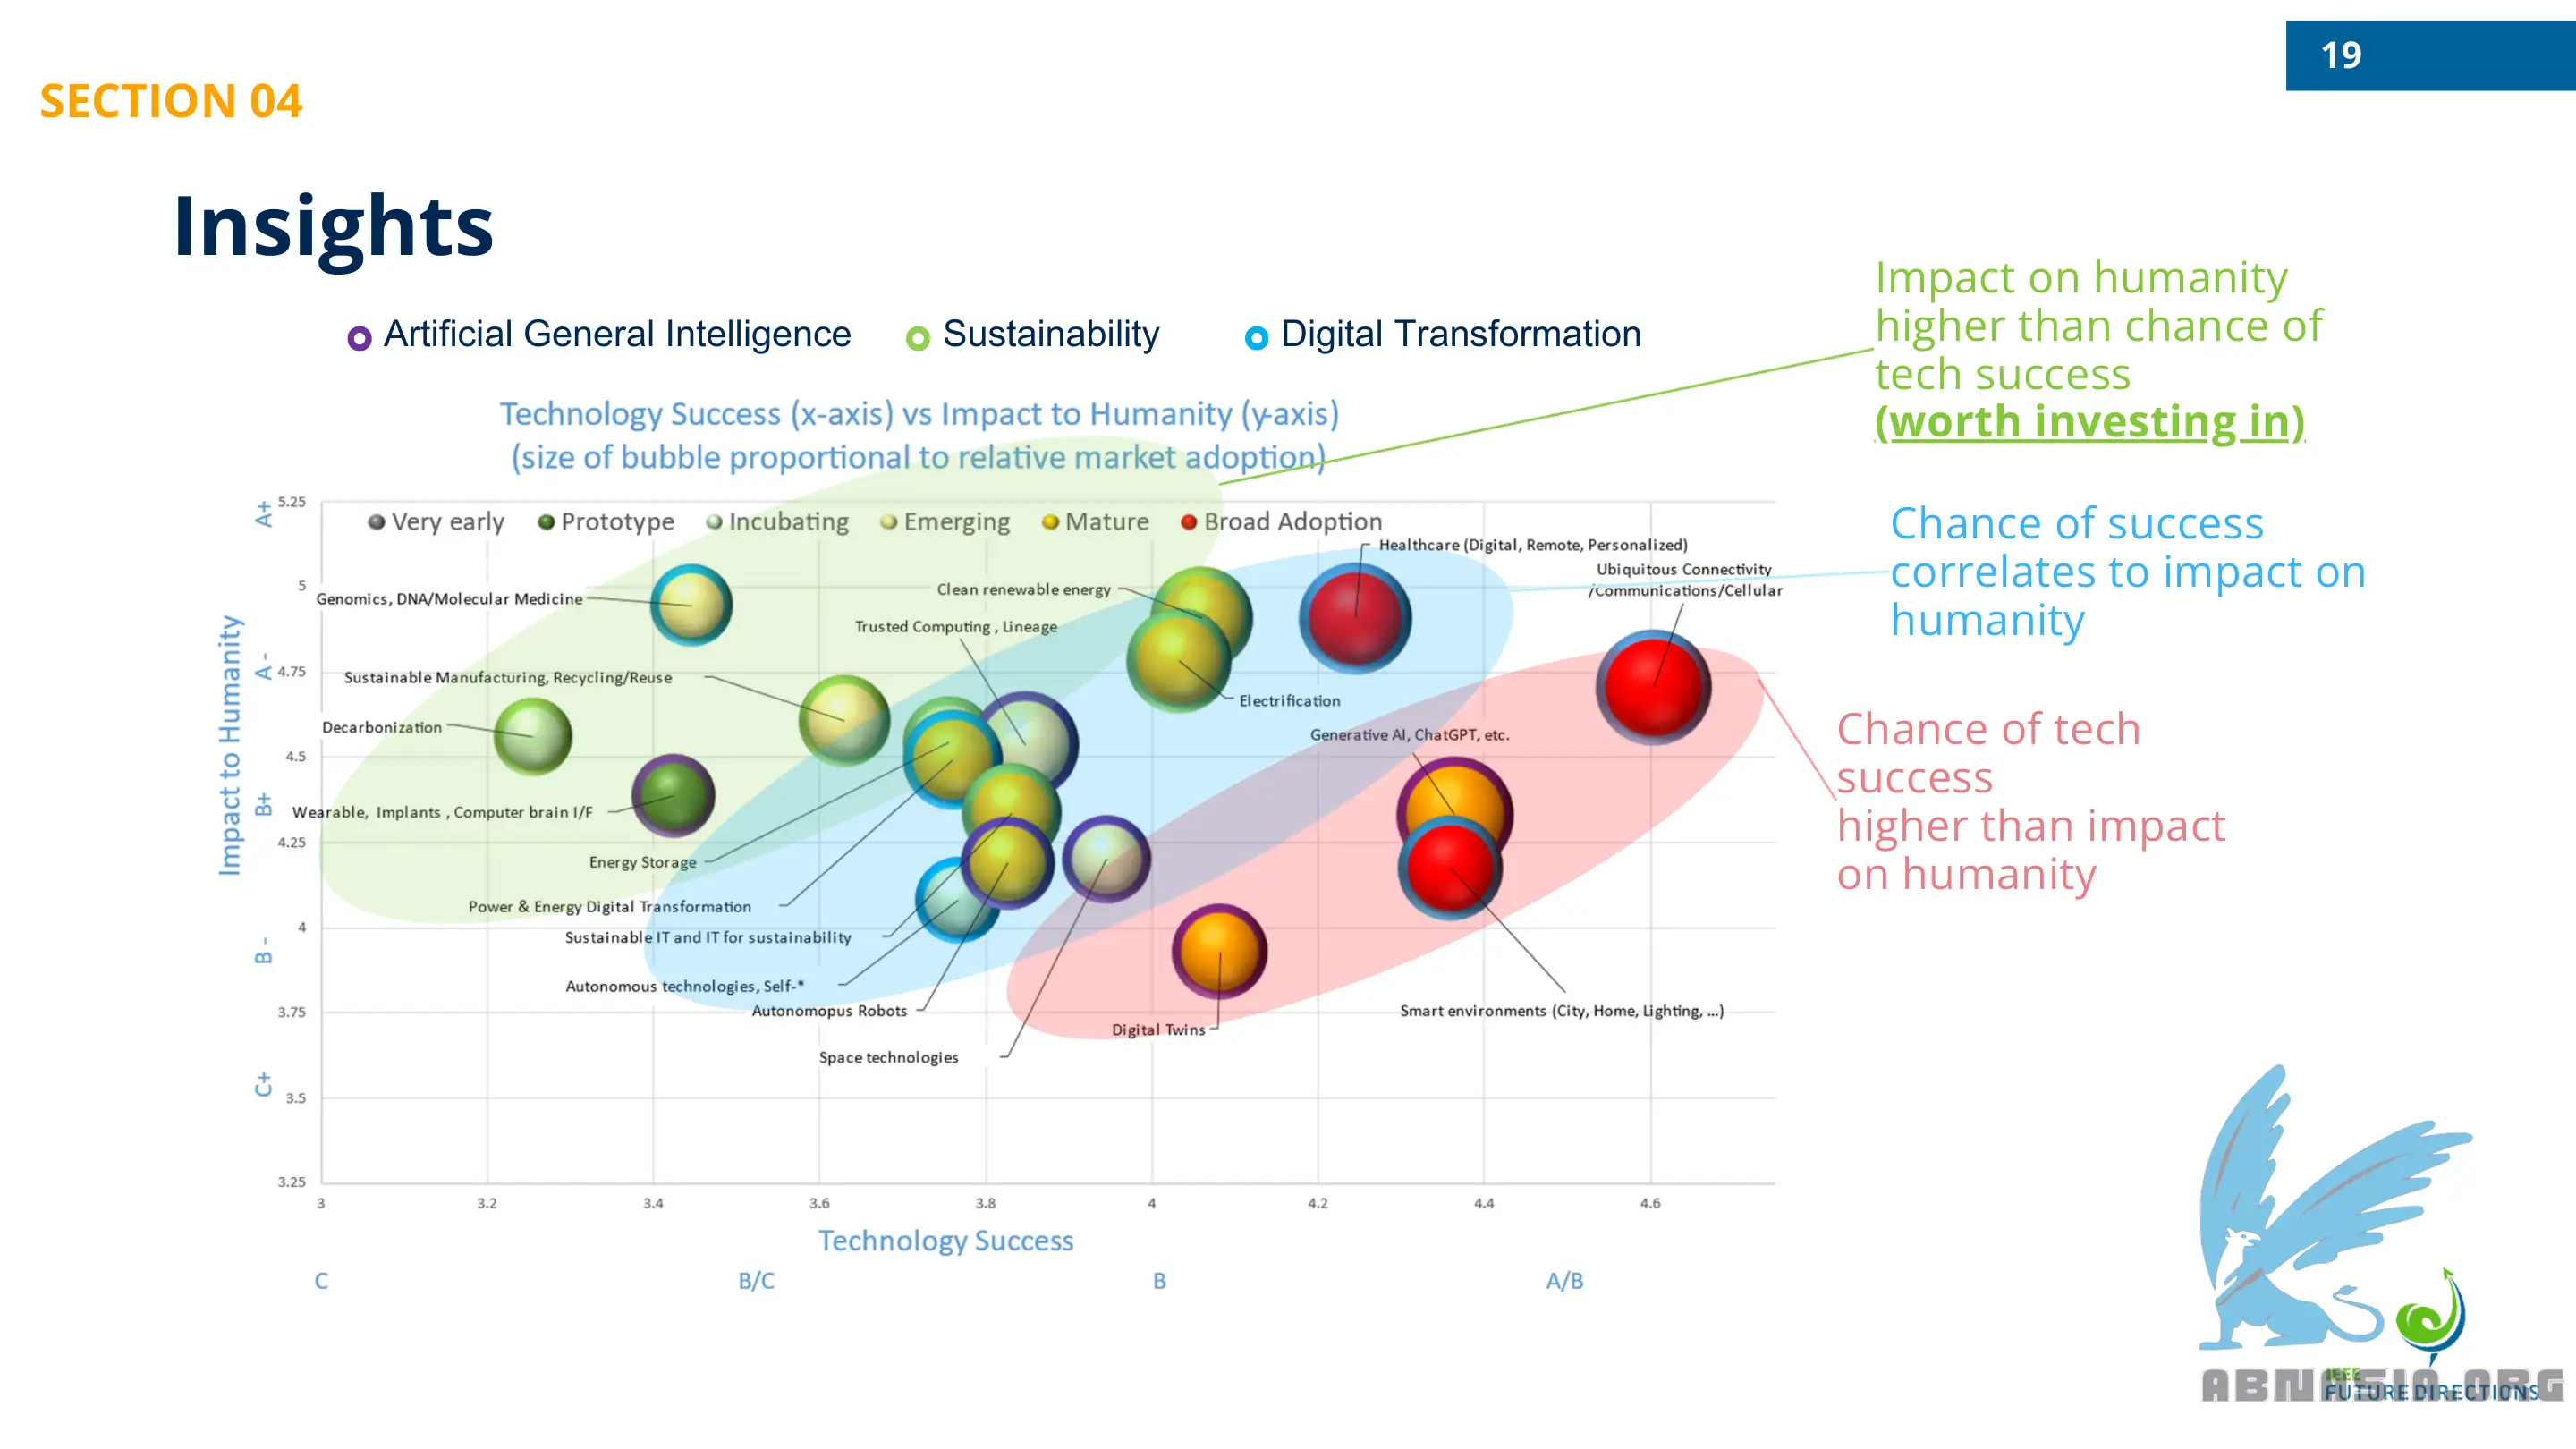 19
SECTION 04
Insights
Artificial General Intelligence
Sustainability
Digital Transformation
Impact on humanity
higher than chance of
tech success
(worth investing in)
Chance of success
correlates to impact on
humanity
Chance of tech
success
higher than impact
on humanity
Technology Success (x-axis) vs Impact to Humanity (y-axis)
(size of bubble proportional to relative market adoption)
Very early
Prototype
Incubating
Emerging
Mature
Broad Adoption
Impact to Humanity
A+
A -
B+
B -
C+
5.25
5
4.75
4.5
4.25
4
3.75
3.5
3.25
Healthcare (Digital, Remote, Personalized)
Ubiquitous Connectivity
/Communications/Cellular
Clean renewable energy
Genomics, DNA/Molecular Medicine
Trusted Computing , Lineage
Sustainable Manufacturing, Recycling/Reuse
Electrification
Decarbonization
Generative AI, ChatGPT, etc.
Wearable, Implants , Computer brain I/F
Energy Storage
Power & Energy Digital Transformation
Sustainable IT and IT for sustainability
Autonomous technologies, Self-*
Autonomopus Robots
Smart environments (City, Home, Lighting, ...)
Digital Twins
Space technologies
3
3.2
3.4
3.6
3.8
4
4.2
4.4
4.6
Technology Success
C
B/C
B
A/B
IEEE
FUTURE DIRECTIONS
ABNASIA.ORG